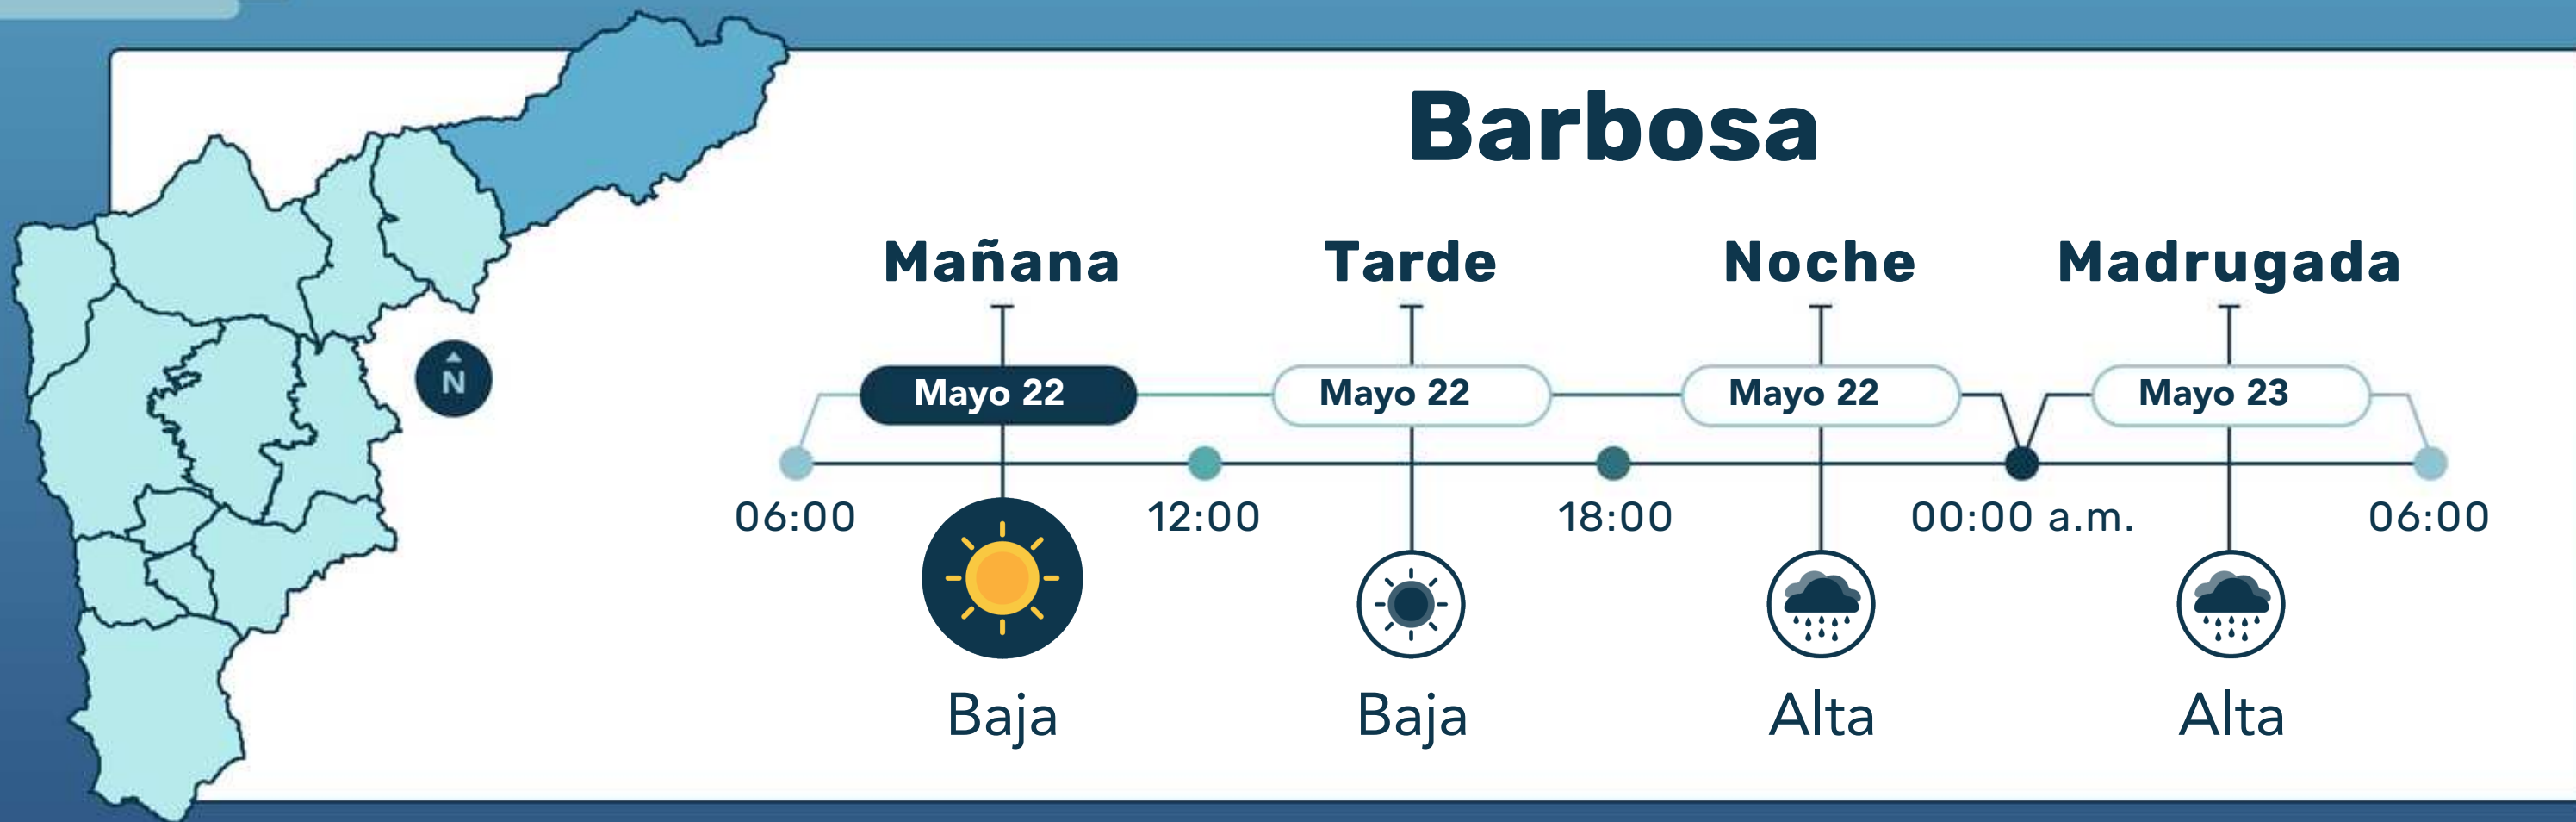 Barbosa
Mañana Tarde Noche Madrugada
Mayo 22 Mayo 22 Mayo 22 Mayo 23
N
06:00 12:00 18:00 00:00 a.m. 06:00
Baja Baja Alta Alta